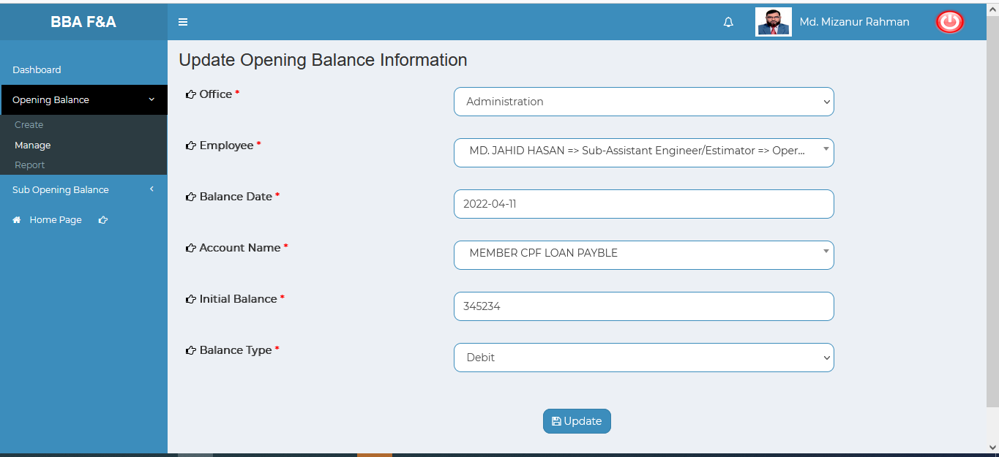 BBA F&A
Md. Mizanur Rahman
Dashboard
Opening Balance
Create
Manage
Report
Sub Opening Balance
Home Page
Update Opening Balance Information
Office *
Administration
Employee *
MD. JAHID HASAN => Sub-Assistant Engineer/Estimator => Oper...
Balance Date *
2022-04-11
Account Name *
MEMBER CPF LOAN PAYBLE
Initial Balance *
345234
Balance Type *
Debit
Update